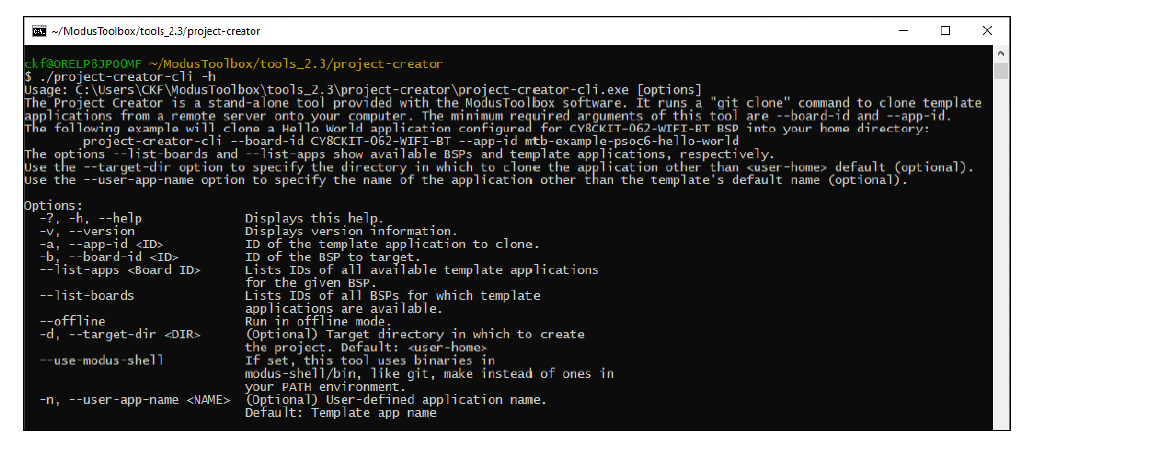 ~/ModusToolbox/tools_2.3/project-creator
ckf@ORELPBJP00MF ~/ModusToolbox/tools_2.3/project-creator
$ ./project-creator-cli -h
Usage: C:\Users\CKF\ModusToolbox\tools_2.3\project-creator\project-creator-cli.exe [options]
The Project Creator is a stand-alone tool provided with the ModusToolbox software. It runs a "git clone" command to clone template
applications from a remote server onto your computer. The minimum required arguments of this tool are --board-id and --app-id.
The following example will clone a Hello World application configured for CY8CKIT-062-WIFI-BT BSP into your home directory:
project-creator-cli --board-id CY8CKIT-062-WIFI-BT --app-id mtb-example-psoc6-hello-world
The options --list-boards and --list-apps show available BSPs and template applications, respectively.
Use the --target-dir option to specify the directory in which to clone the application other than <user-home> default (optional).
Use the --user-app-name option to specify the name of the application other than the template's default name (optional).
Options:
-?, -h, --help Displays this help.
-v, --version Displays version information.
-a, --app-id <ID> ID of the template application to clone.
-b, --board-id <ID> ID of the BSP to target.
--list-apps <Board ID> Lists IDs of all available template applications
for the given BSP.
--list-boards Lists IDs of all BSPs for which template
applications are available.
--offline Run in offline mode.
-d, --target-dir <DIR> (Optional) Target directory in which to create
the project. Default: <user-home>
--use-modus-shell If set, this tool uses binaries in
modus-shell/bin, like git, make instead of ones in
your PATH environment.
-n, --user-app-name <NAME> (Optional) User-defined application name.
Default: Template app name